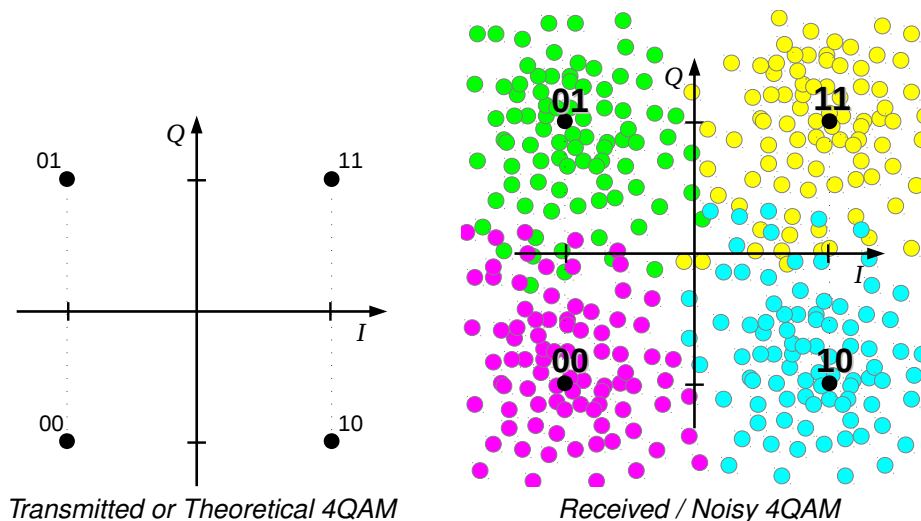 Q
01
11
I
00
10
Transmitted or Theoretical 4QAM
Q
01
11
I
00
10
Received / Noisy 4QAM